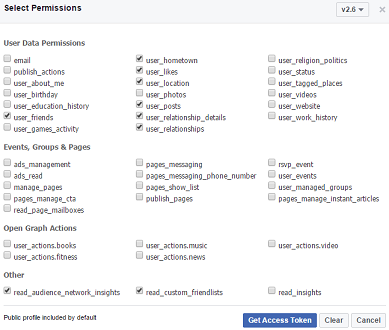 Select Permissions v2.6
User Data Permissions
email user_hometown user_religion_politics
publish_actions user_likes user_status
user_about_me user_location user_tagged_places
user_birthday user_photos user_videos
user_education_history user_posts user_website
user_friends user_relationship_details user_work_history
user_games_activity user_relationships
Events, Groups & Pages
ads_management pages_messaging rsvp_event
ads_read pages_messaging_phone_number user_events
manage_pages pages_show_list user_managed_groups
pages_manage_cta publish_pages pages_manage_instant_articles
read_page_mailboxes
Open Graph Actions
user_actions.books user_actions.music user_actions.video
user_actions.fitness user_actions.news
Other
read_audience_network_insights read_custom_friendlists read_insights
Public profile included by default Get Access Token Clear Cancel